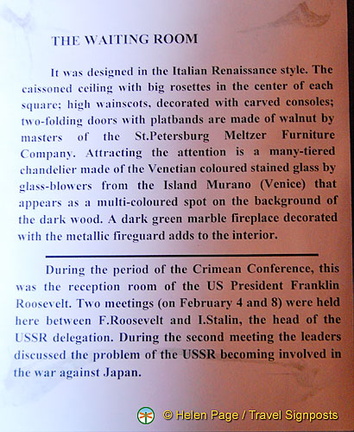 THE WAITING ROOM
It was designed in the Italian Renaissance style. The
caissoned ceiling with big rosettes in the center of each
square; high wainscots, decorated with carved consoles;
two-folding doors with platbands are made of walnut by
masters of the St.Petersburg Meltzer Furniture
Company. Attracting the attention is a many-tiered
chandelier made of the Venetian coloured stained glass by
glass-blowers from the Island Murano (Venice) that
appears as a multi-coloured spot on the background of
the dark wood. A dark green marble fireplace decorated
with the metallic fireguard adds to the interior.
During the period of the Crimean Conference, this
was the reception room of the US President Franklin
Roosevelt. Two meetings (on February 4 and 8) were held
here between F.Roosevelt and I.Stalin, the head of the
USSR delegation. During the second meeting the leaders
discussed the problem of the USSR becoming involved in
the war against Japan.
© Helen Page / Travel Signposts